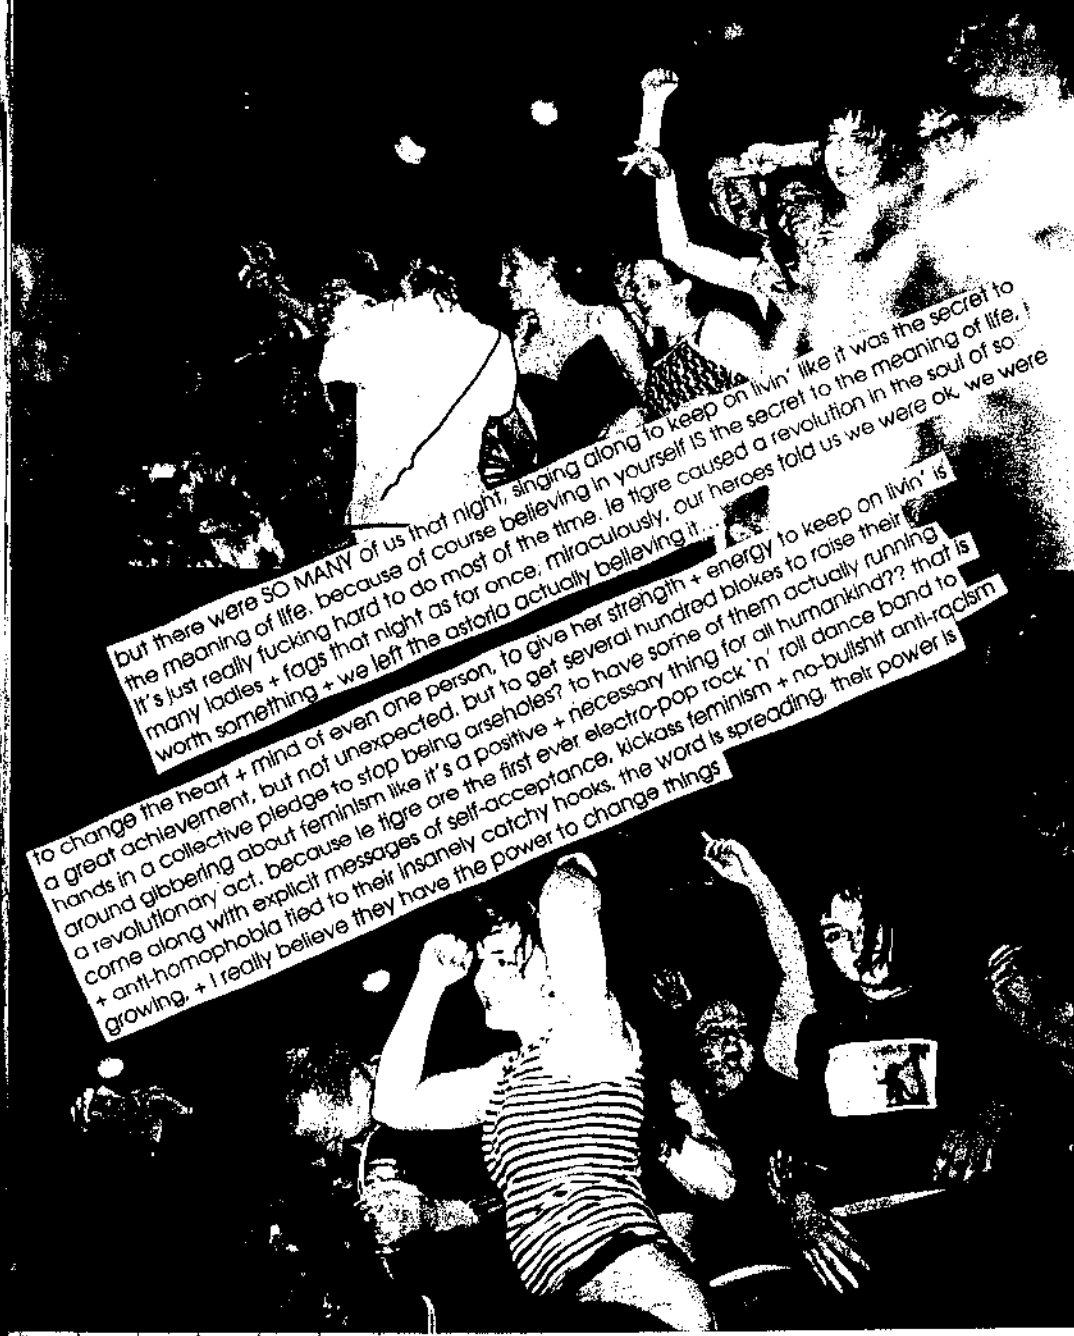 but there were SO MANY of us that night, singing along to keep on livin' like it was the secret to
the meaning of life, because of course believing in yourself IS the secret to the meaning of life,
it's just really fucking hard to do most of the time. le tigre caused a revolution in the soul of so
many ladies + fags that night as for once, miraculously, our heroes told us we were ok, we were
worth something + we left the astoria actually believing it...
to change the heart + mind of even one person, to give her strength + energy to keep on livin' is
a great achievement, but not unexpected. but to get several hundred blokes to raise their
hands in a collective pledge to stop being arseholes? to have some of them actually running
around gibbering about feminism like it's a positive + necessary thing for all humankind?? that is
a revolutionary act. because le tigre are the first ever electro-pop rock 'n' roll dance band to
come along with explicit messages of self-acceptance, kickass feminism + no-bullshit anti-racism
+ anti-homophobia tied to their insanely catchy hooks, the word is spreading, their power is
growing, + I really believe they have the power to change things